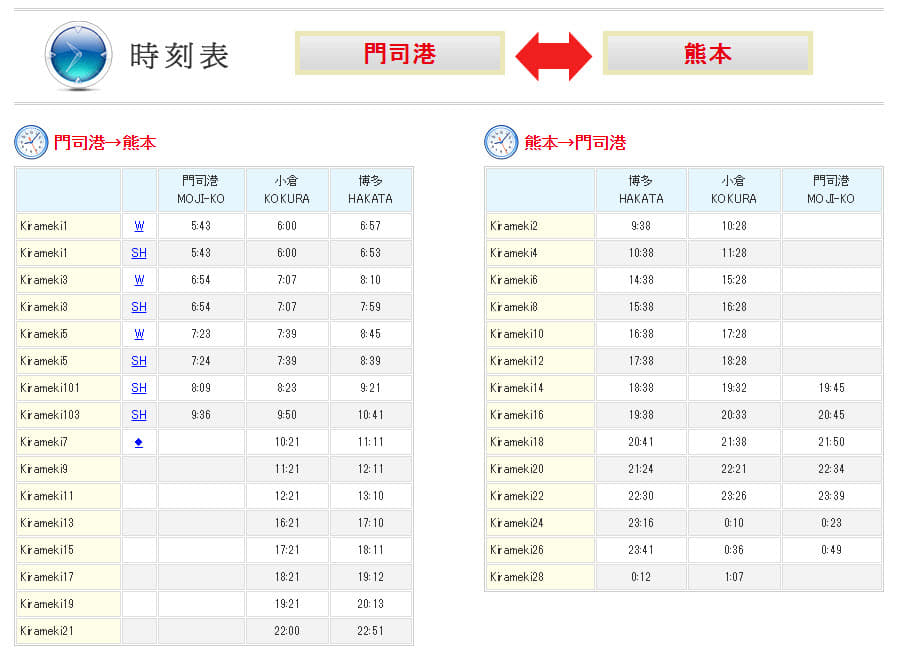 時刻表
門司港
熊本
門司港→熊本
門司港 小倉 博多
MOJI-KO KOKURA HAKATA
Kirameki1 W 5:43 6:00 6:57
Kirameki1 SH 5:43 6:00 6:53
Kirameki3 W 6:54 7:07 8:10
Kirameki3 SH 6:54 7:07 7:59
Kirameki5 W 7:23 7:39 8:45
Kirameki5 SH 7:24 7:39 8:39
Kirameki101 SH 8:09 8:23 9:21
Kirameki103 SH 9:36 9:50 10:41
Kirameki7 ◆ 10:21 11:11
Kirameki9 11:21 12:11
Kirameki11 12:21 13:10
Kirameki13 16:21 17:10
Kirameki15 17:21 18:11
Kirameki17 18:21 19:12
Kirameki19 19:21 20:13
Kirameki21 22:00 22:51
熊本→門司港
博多 小倉 門司港
HAKATA KOKURA MOJI-KO
Kirameki2 9:38 10:28
Kirameki4 10:38 11:28
Kirameki6 14:38 15:28
Kirameki8 15:38 16:28
Kirameki10 16:38 17:28
Kirameki12 17:38 18:28
Kirameki14 18:38 19:32 19:45
Kirameki16 19:38 20:33 20:45
Kirameki18 20:41 21:38 21:50
Kirameki20 21:24 22:21 22:34
Kirameki22 22:30 23:26 23:39
Kirameki24 23:16 0:10 0:23
Kirameki26 23:41 0:36 0:49
Kirameki28 0:12 1:07